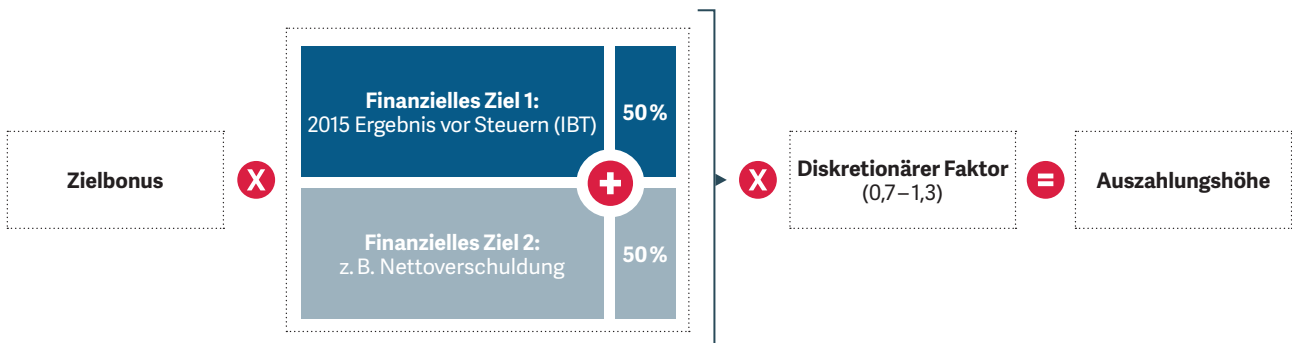 Zielbonus
X
Finanzielles Ziel 1:
2015 Ergebnis vor Steuern (IBT)
50 %
+
Finanzielles Ziel 2:
z. B. Nettoverschuldung
50 %
X
Diskretionärer Faktor
(0,7 – 1,3)
=
Auszahlungshöhe